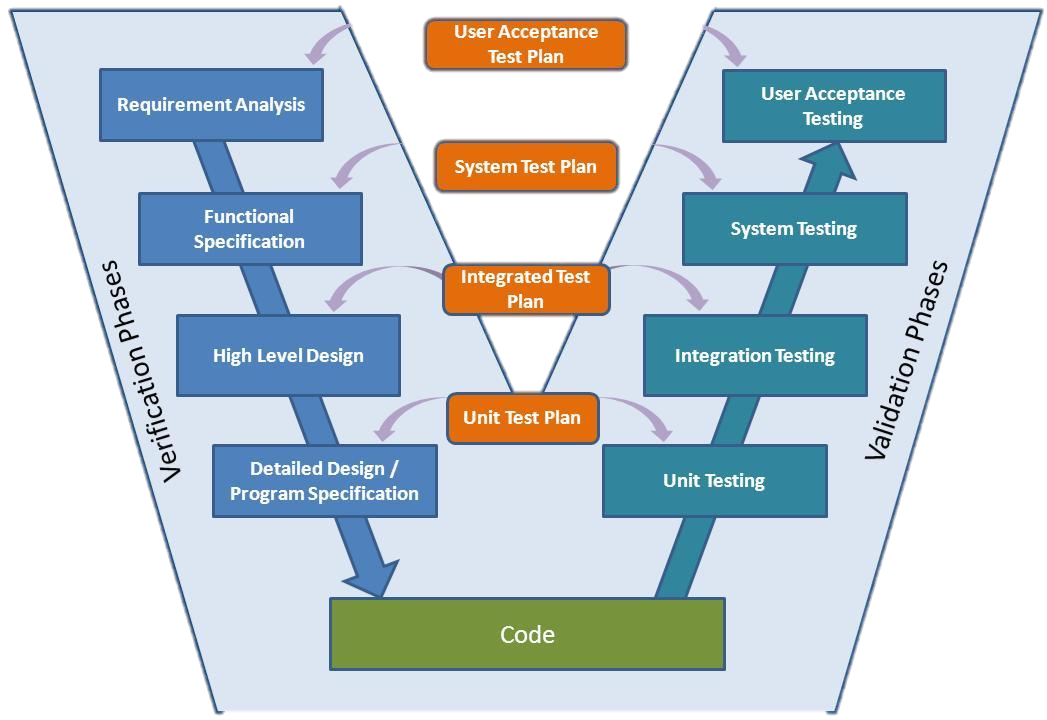 User Acceptance
Test Plan
Requirement Analysis
User Acceptance
Testing
System Test Plan
Functional
Specification
System Testing
Integrated Test
Plan
Verification Phases
Validation Phases
High Level Design
Integration Testing
Unit Test Plan
Detailed Design /
Program Specification
Unit Testing
Code